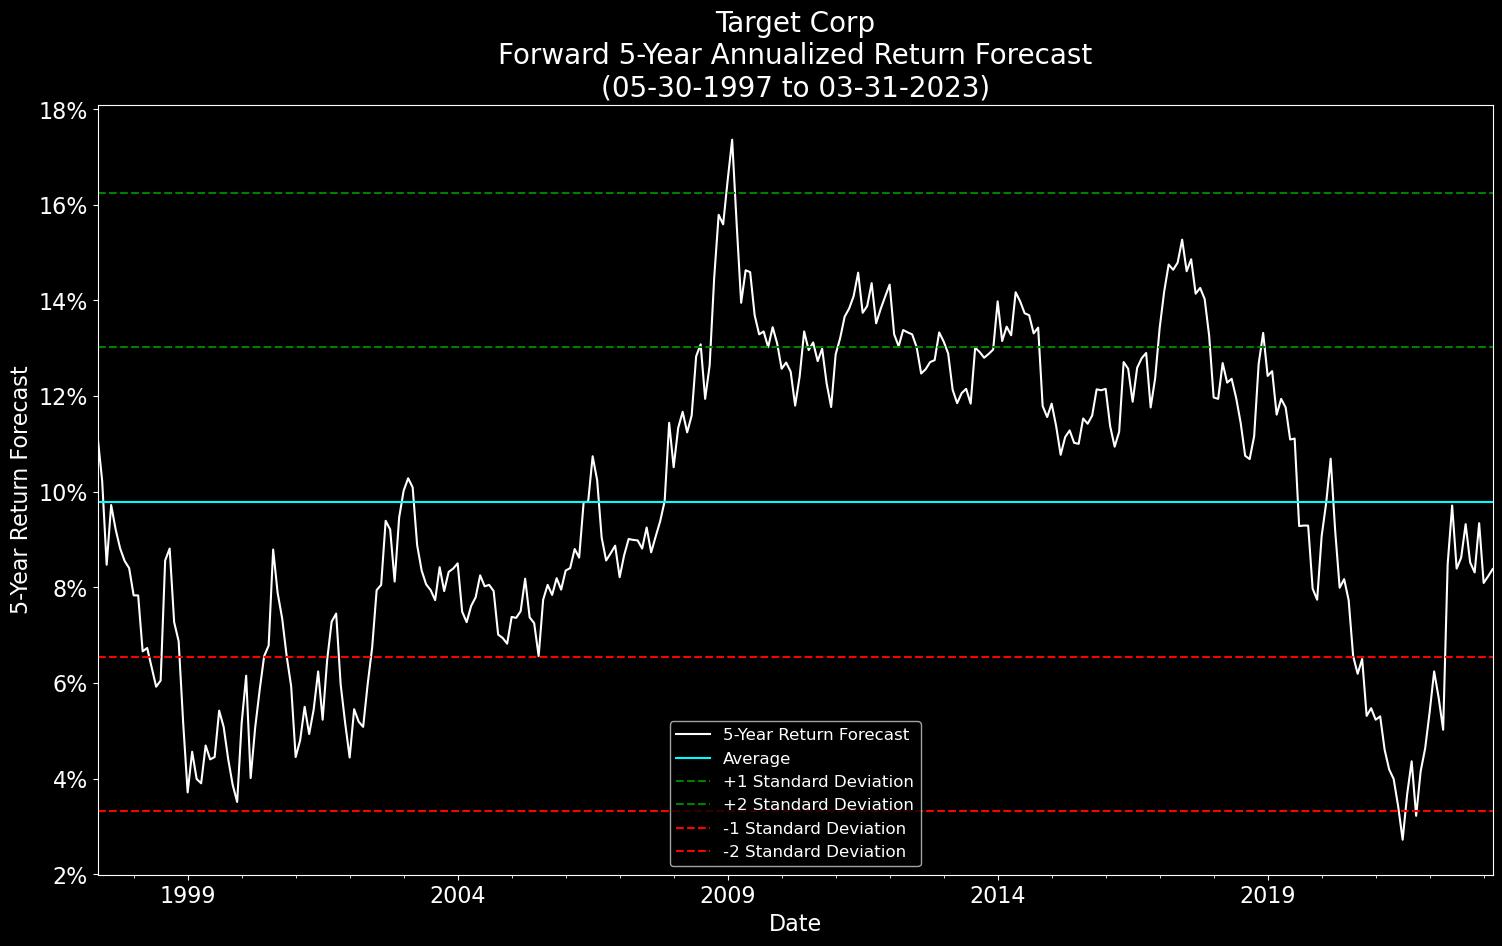 Target Corp
Forward 5-Year Annualized Return Forecast
(05-30-1997 to 03-31-2023)
18%
16%
14%
12%
10%
8%
6%
4%
2%
5-Year Return Forecast
5-Year Return Forecast
Average
+1 Standard Deviation
+2 Standard Deviation
-1 Standard Deviation
-2 Standard Deviation
1999 2004 2009 2014 2019
Date